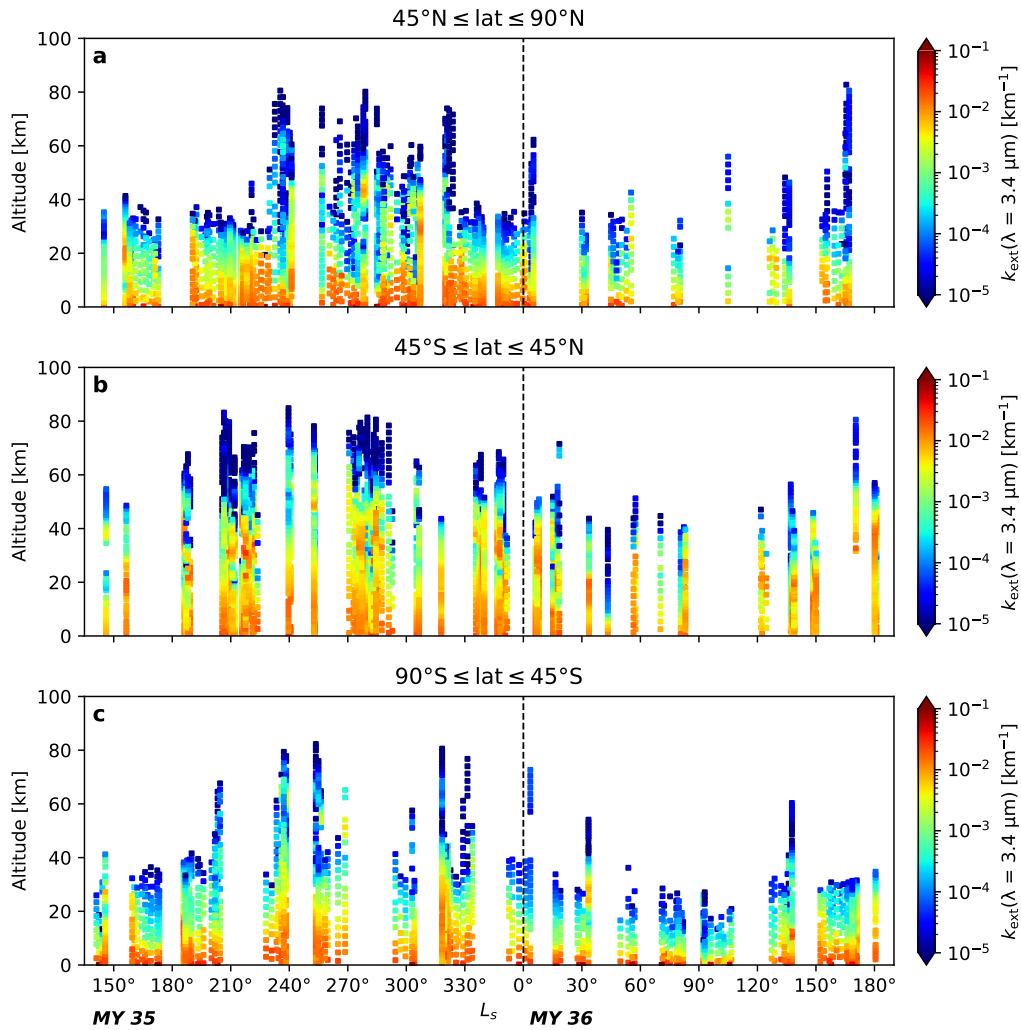 45°N ≤ lat ≤ 90°N
a
100
80
60
40
20
0
Altitude [km]
10⁻¹
10⁻²
10⁻³
10⁻⁴
10⁻⁵
k_ext(λ = 3.4 μm) [km⁻¹]
45°S ≤ lat ≤ 45°N
b
100
80
60
40
20
0
Altitude [km]
10⁻¹
10⁻²
10⁻³
10⁻⁴
10⁻⁵
k_ext(λ = 3.4 μm) [km⁻¹]
90°S ≤ lat ≤ 45°S
c
100
80
60
40
20
0
Altitude [km]
10⁻¹
10⁻²
10⁻³
10⁻⁴
10⁻⁵
k_ext(λ = 3.4 μm) [km⁻¹]
150° 180° 210° 240° 270° 300° 330° 0° 30° 60° 90° 120° 150° 180°
MY 35 L_s MY 36